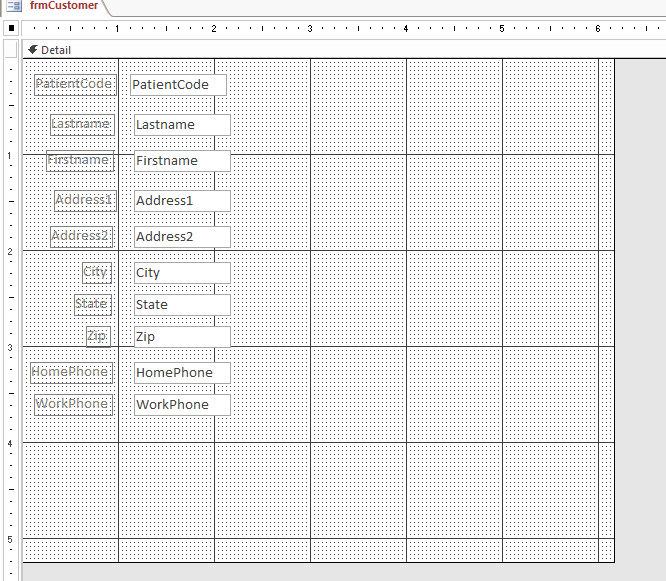 frmCustomer
1 2 3 4 5 6
Detail
PatientCode PatientCode
Lastname Lastname
1
Firstname Firstname
Address1 Address1
Address2 Address2
2
City City
State State
Zip Zip
3
HomePhone HomePhone
WorkPhone WorkPhone
4
5